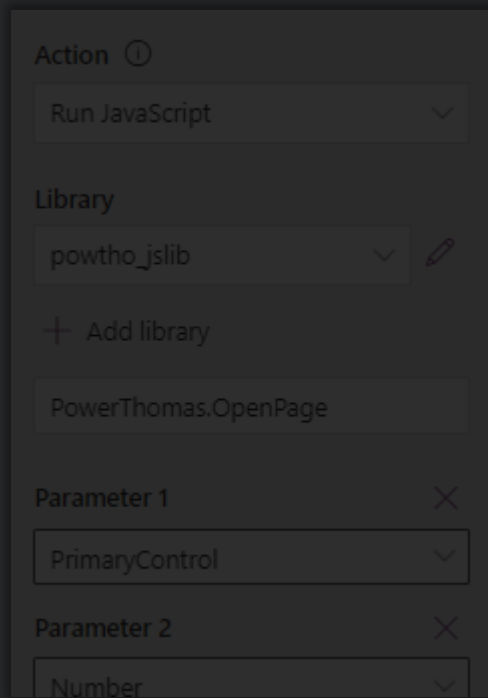 Action
Run JavaScript
Library
powtho_jslib
Add library
PowerThomas.OpenPage
Parameter 1
PrimaryControl
Parameter 2
Number